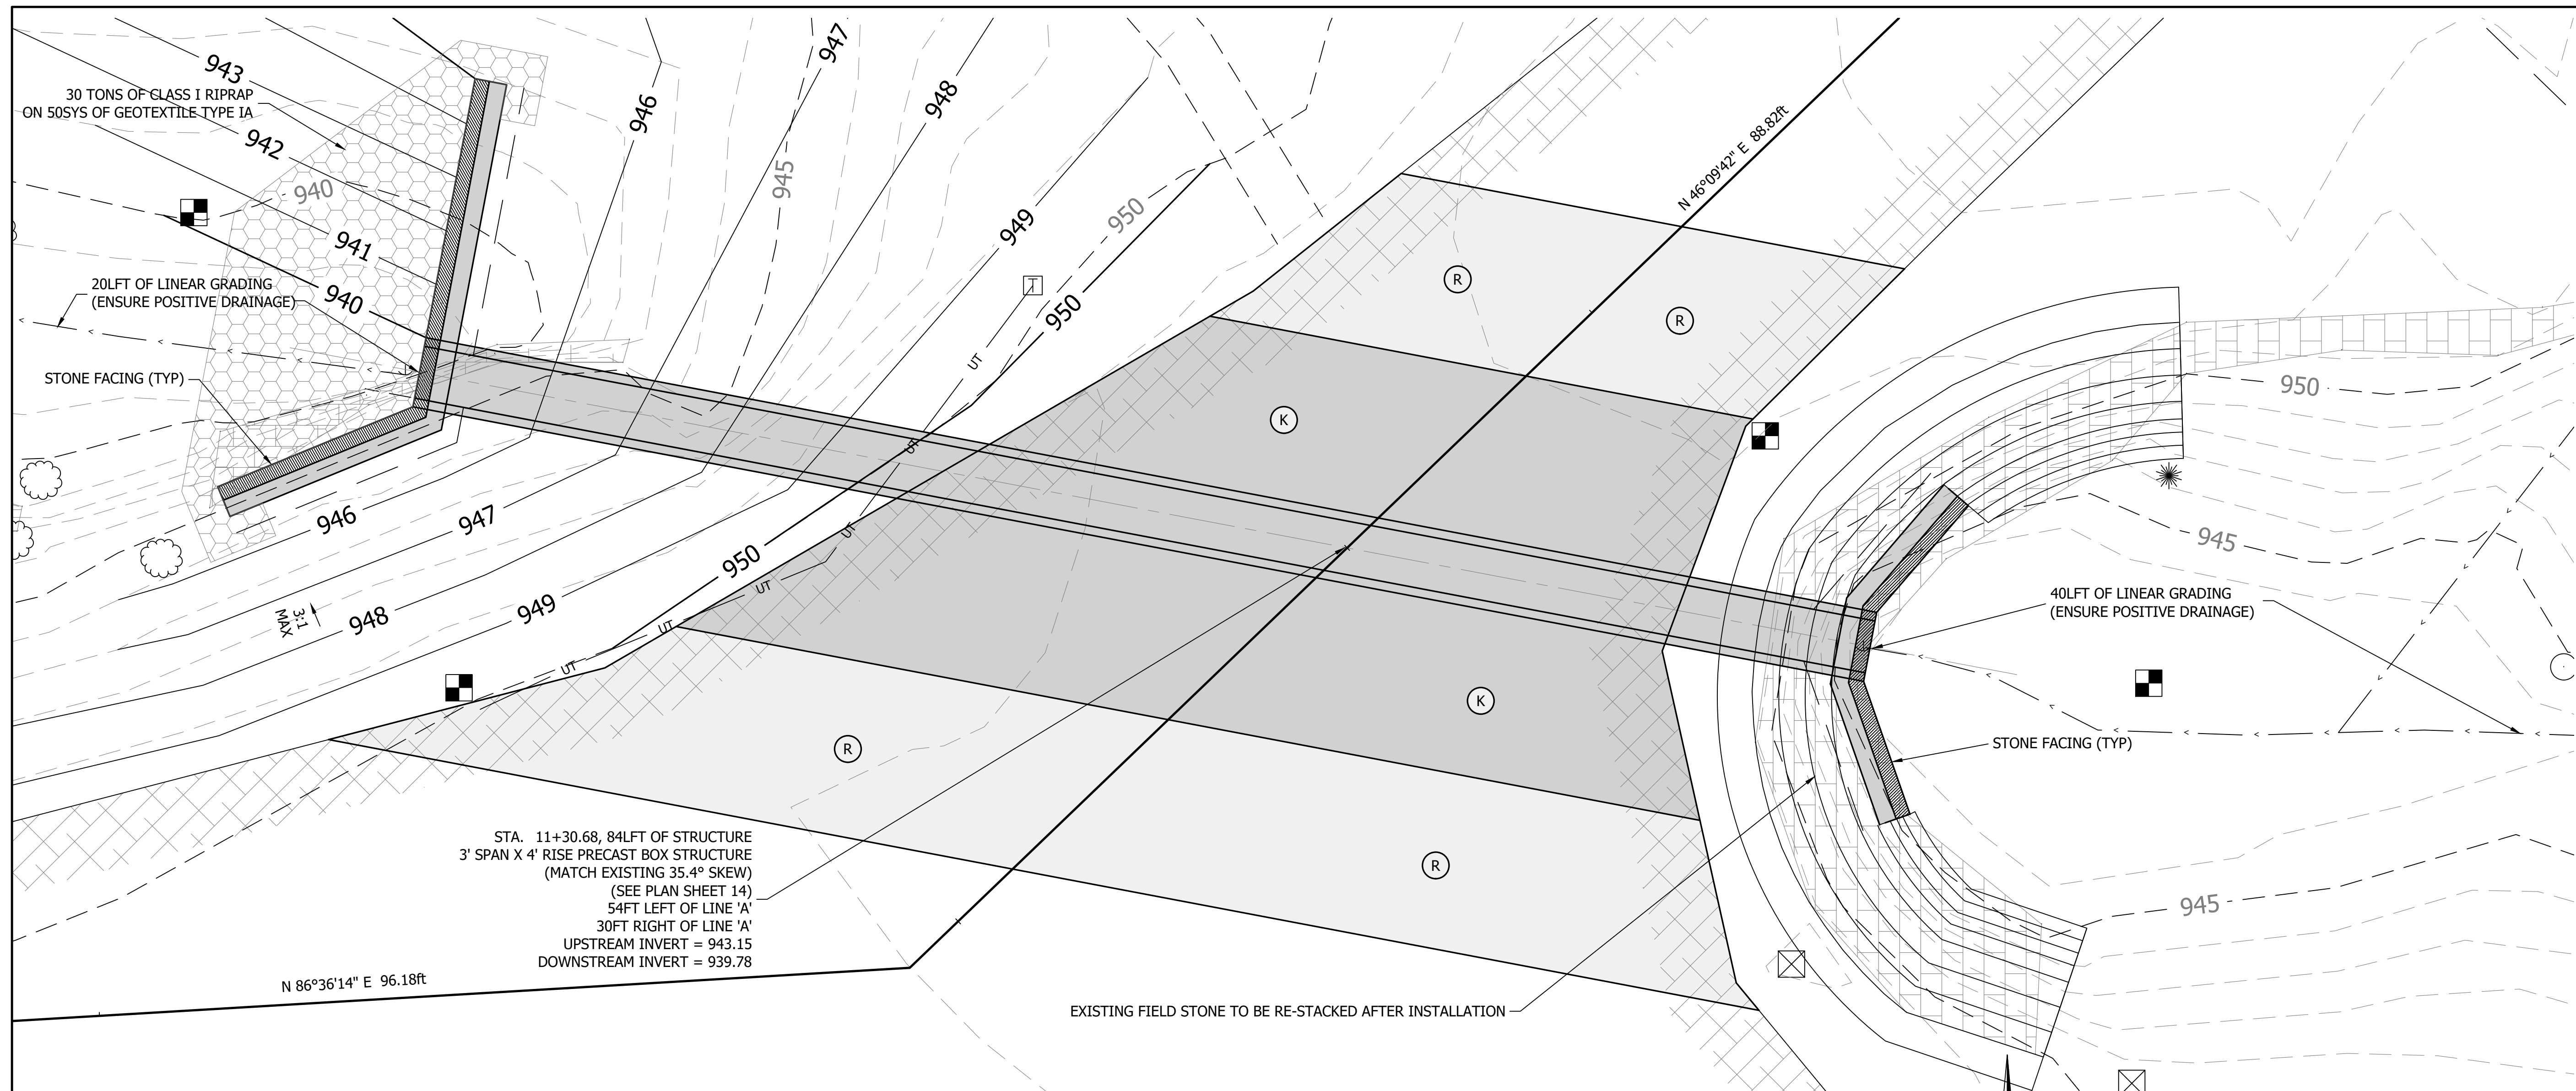 943
30 TONS OF CLASS I RIPRAP
ON 50SYS OF GEOTEXTILE TYPE IA
942
940
941
20LFT OF LINEAR GRADING
(ENSURE POSITIVE DRAINAGE)
940
STONE FACING (TYP)
946
947
948
945
949
950
950
T
UT
UT
UT
UT
UT
UT
946
947
948
949
950
3:1
MAX
N 46°09'42" E 88.82ft
R
R
K
K
R
R
950
945
40LFT OF LINEAR GRADING
(ENSURE POSITIVE DRAINAGE)
STONE FACING (TYP)
945
STA. 11+30.68, 84LFT OF STRUCTURE
3' SPAN X 4' RISE PRECAST BOX STRUCTURE
(MATCH EXISTING 35.4° SKEW)
(SEE PLAN SHEET 14)
54FT LEFT OF LINE 'A'
30FT RIGHT OF LINE 'A'
UPSTREAM INVERT = 943.15
DOWNSTREAM INVERT = 939.78
N 86°36'14" E 96.18ft
EXISTING FIELD STONE TO BE RE-STACKED AFTER INSTALLATION